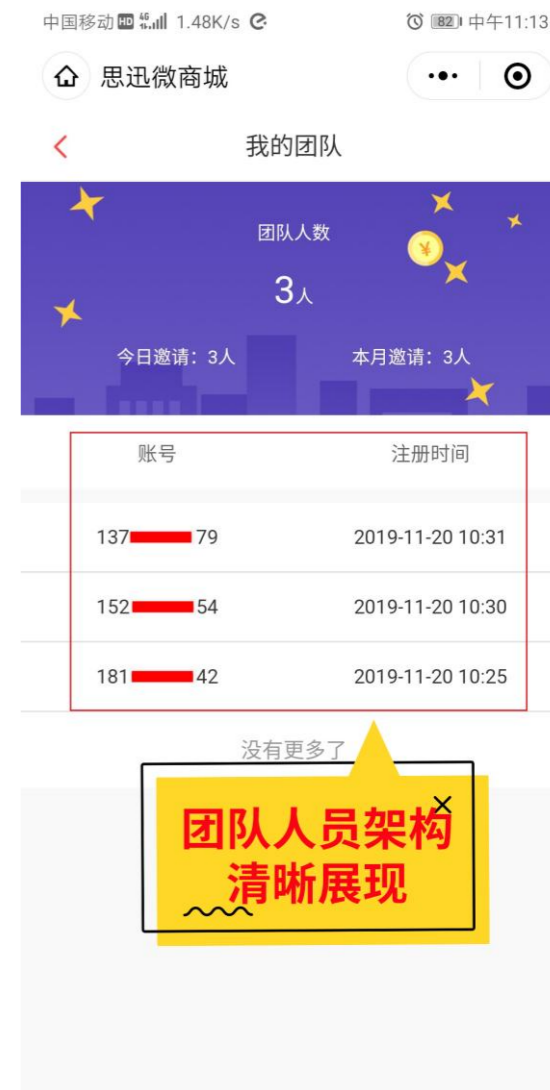 中国移动 HD 4G 1.48K/s 82 中午11:13
思迅微商城
我的团队
团队人数
3人
今日邀请：3人 本月邀请：3人
账号 注册时间
137 79 2019-11-20 10:31
152 54 2019-11-20 10:30
181 42 2019-11-20 10:25
没有更多了
团队人员架构
清晰展现